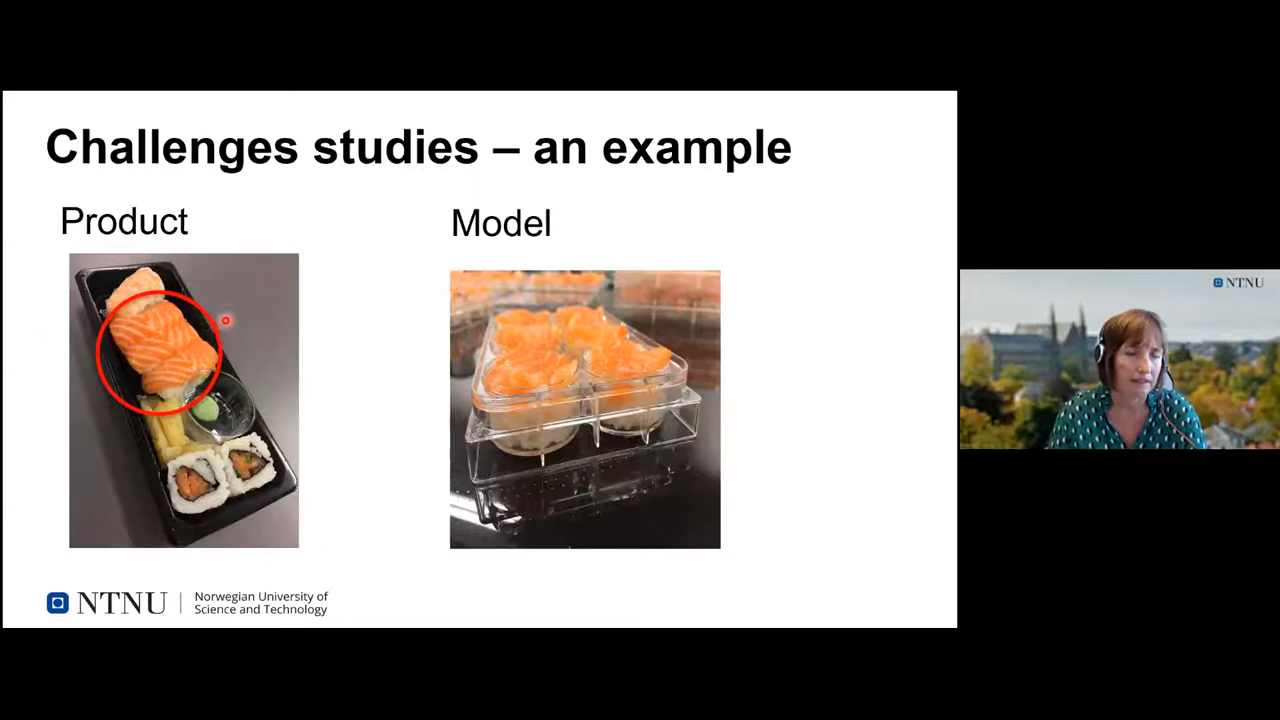 Challenges studies – an example
Product
Model
NTNU
Norwegian University of
Science and Technology
NTNU